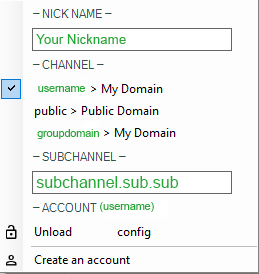 – NICK NAME –
Your Nickname
– CHANNEL –
username > My Domain
public > Public Domain
groupdomain > My Domain
– SUBCHANNEL –
subchannel.sub.sub
– ACCOUNT (username)
Unload config
Create an account